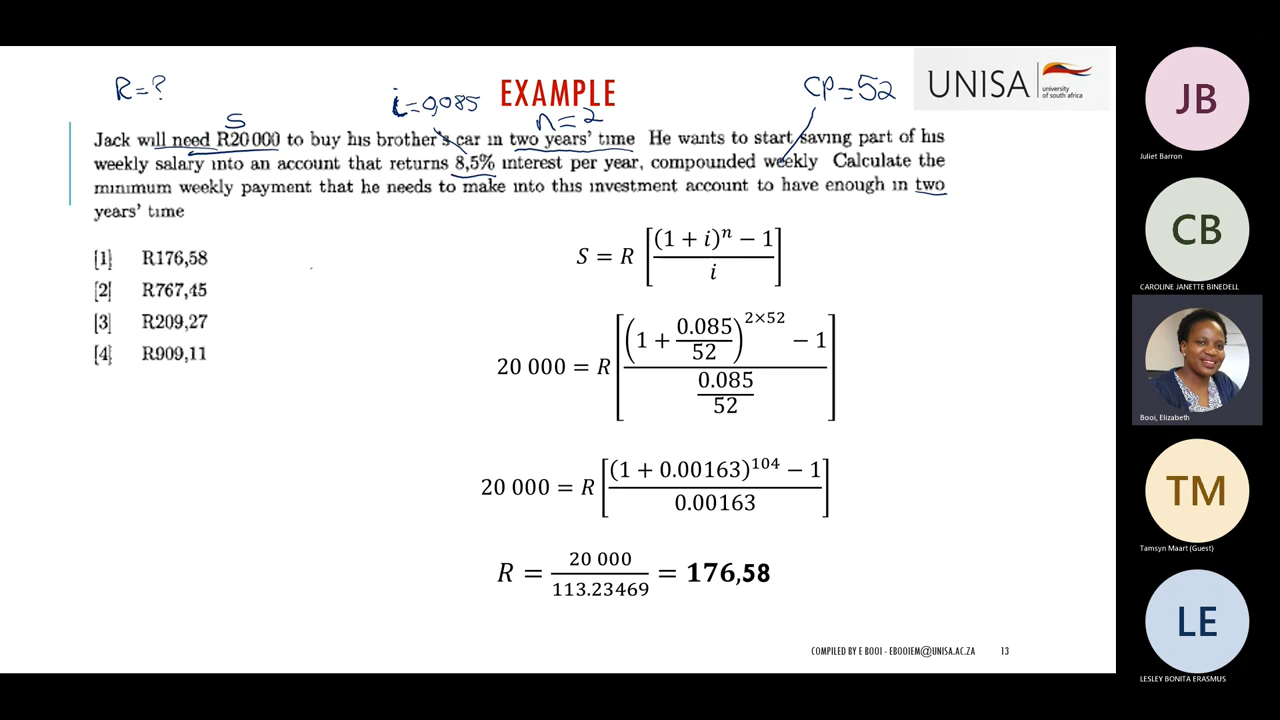 R=?
i=0,085
EXAMPLE
CP=52
UNISA
university
of south africa
S
n=2
Jack will need R20 000 to buy his brother's car in two years' time He wants to start saving part of his
weekly salary into an account that returns 8,5% interest per year, compounded weekly Calculate the
minimum weekly payment that he needs to make into this investment account to have enough in two
years' time
[1] R176,58
[2] R767,45
[3] R209,27
[4] R909,11
S = R [((1 + i)^n − 1)/i]
20 000 = R [((1 + 0.085/52)^(2×52) − 1)/(0.085/52)]
20 000 = R [((1 + 0.00163)^104 − 1)/0.00163]
R = 20 000/113.23469 = 176,58
COMPILED BY E BOOI - EBOOIEM@UNISA.AC.ZA 13
JB
Juliet Barron
CB
CAROLINE JANETTE BINEDELL
Booi, Elizabeth
TM
Tamsyn Maart (Guest)
LE
LESLEY BONITA ERASMUS